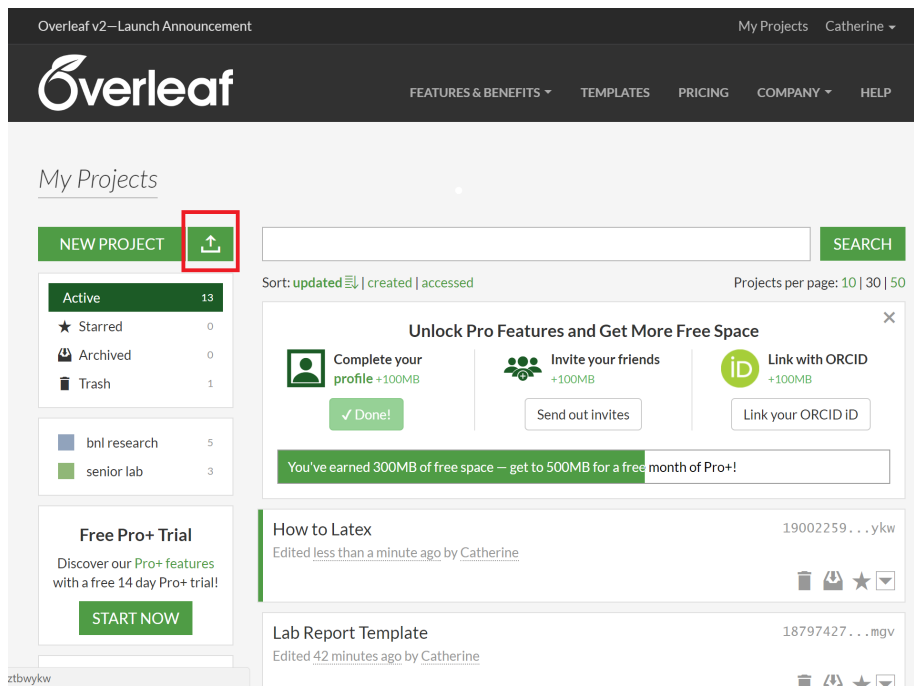 Overleaf v2—Launch Announcement
My Projects Catherine
Overleaf
FEATURES & BENEFITS TEMPLATES PRICING COMPANY HELP
My Projects
NEW PROJECT
SEARCH
Sort: updated | created | accessed
Projects per page: 10 | 30 | 50
Active 13
Starred 0
Archived 0
Trash 1
bnl research 5
senior lab 3
Free Pro+ Trial
Discover our Pro+ features
with a free 14 day Pro+ trial!
START NOW
Unlock Pro Features and Get More Free Space
Complete your
profile +100MB
✓ Done!
Invite your friends
+100MB
Send out invites
iD
Link with ORCID
+100MB
Link your ORCID iD
You've earned 300MB of free space — get to 500MB for a free month of Pro+!
How to Latex
19002259...ykw
Edited less than a minute ago by Catherine
Lab Report Template
18797427...mgv
Edited 42 minutes ago by Catherine
ztbwykw